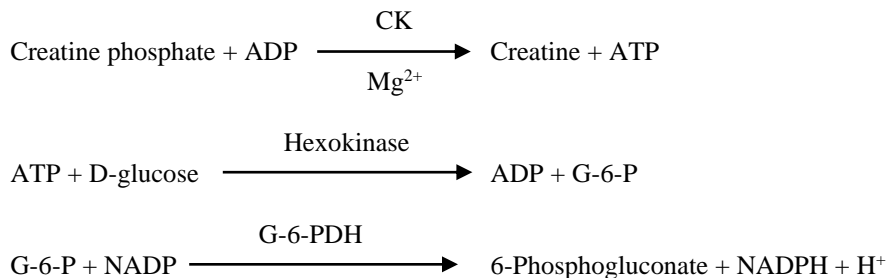 CK
Creatine phosphate + ADP Creatine + ATP
Mg²⁺
Hexokinase
ATP + D-glucose ADP + G-6-P
G-6-PDH
G-6-P + NADP 6-Phosphogluconate + NADPH + H⁺